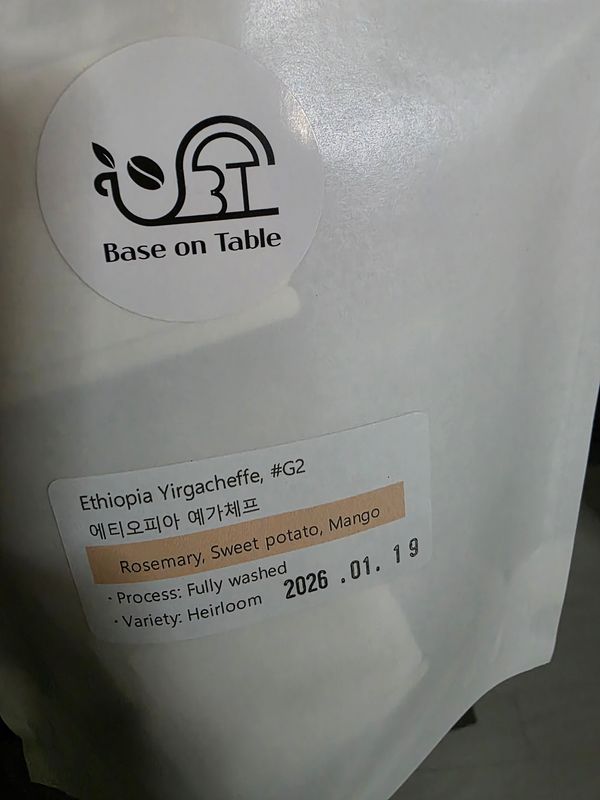 BT
Base on Table
Ethiopia Yirgacheffe, #G2
에티오피아 예가체프
Rosemary, Sweet potato, Mango
· Process: Fully washed
· Variety: Heirloom
2026 .01. 19